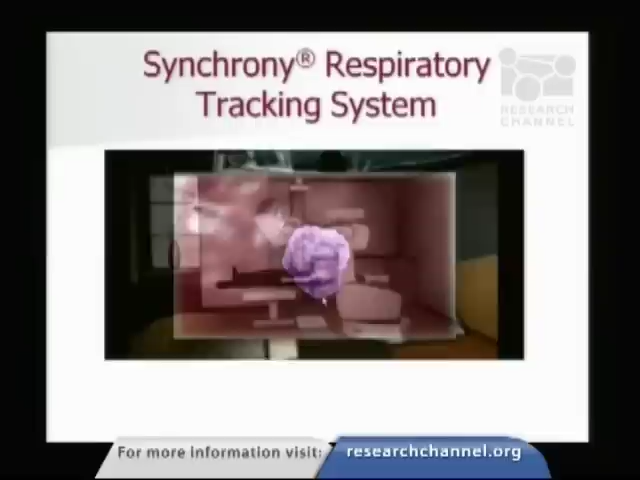 Synchrony® Respiratory
Tracking System
RESEARCH
CHANNEL
For more information visit:
researchchannel.org